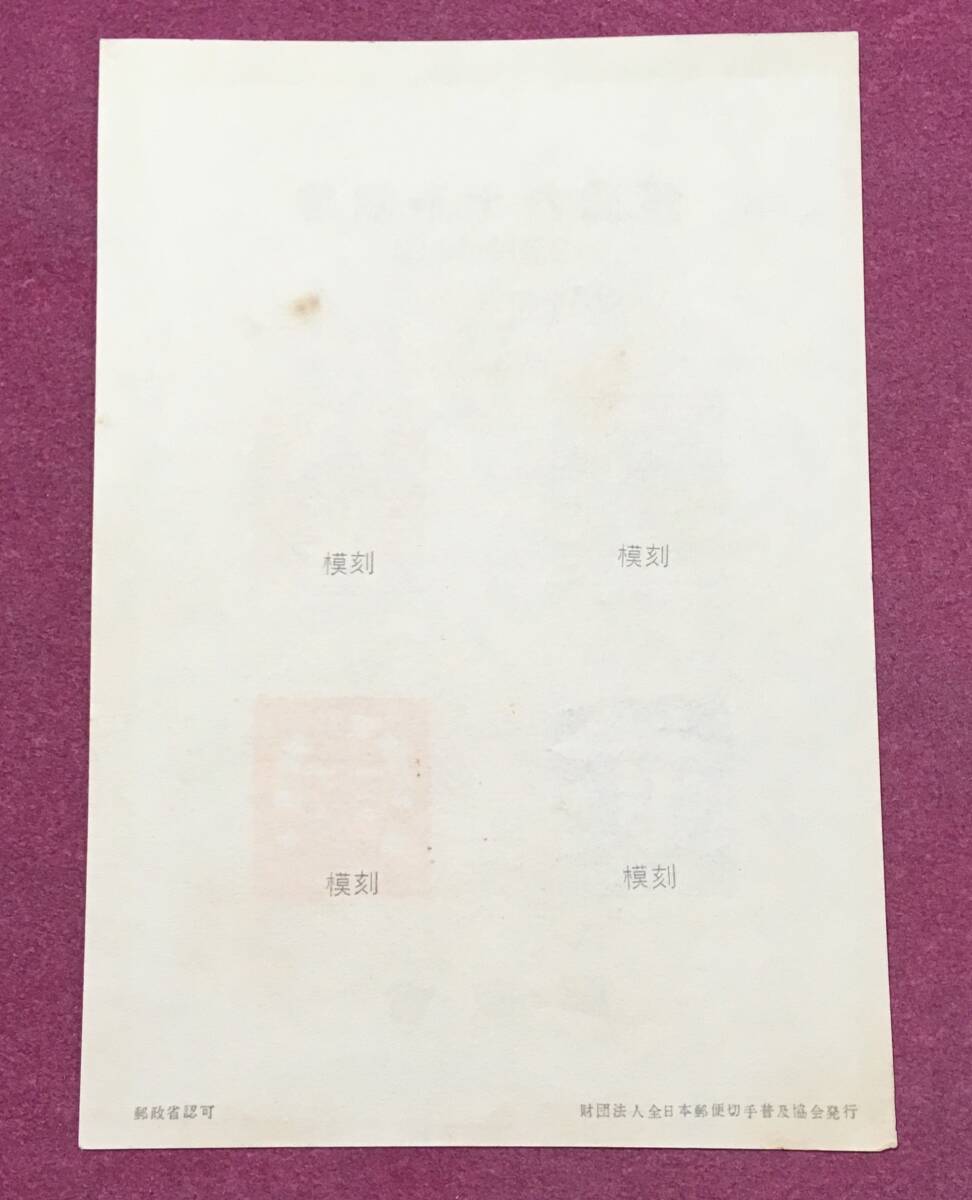 模刻
模刻
模刻
模刻
郵政省認可
財団法人全日本郵便切手普及協会発行